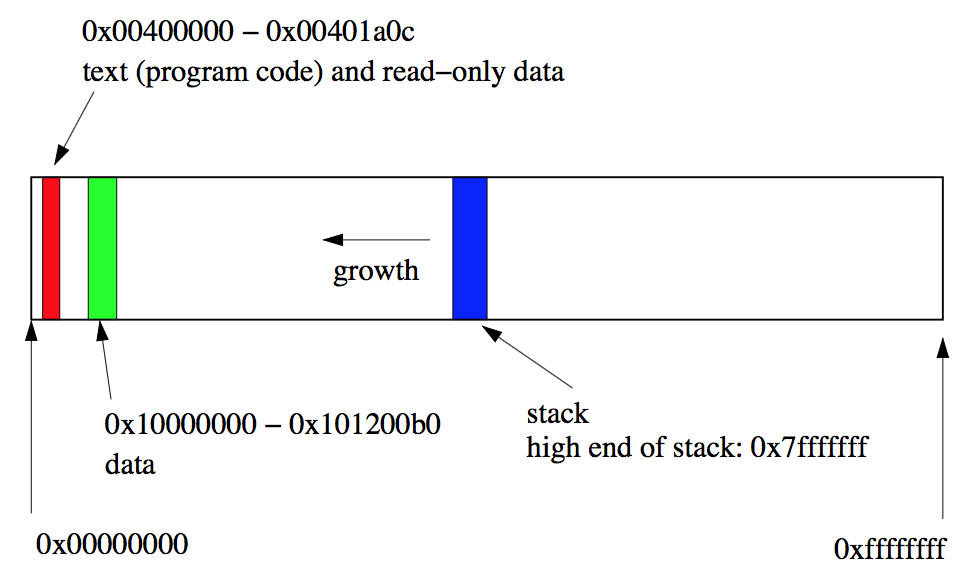 0x00400000 − 0x00401a0c
text (program code) and read−only data
growth
0x10000000 − 0x101200b0
data
stack
high end of stack: 0x7fffffff
0x00000000
0xffffffff